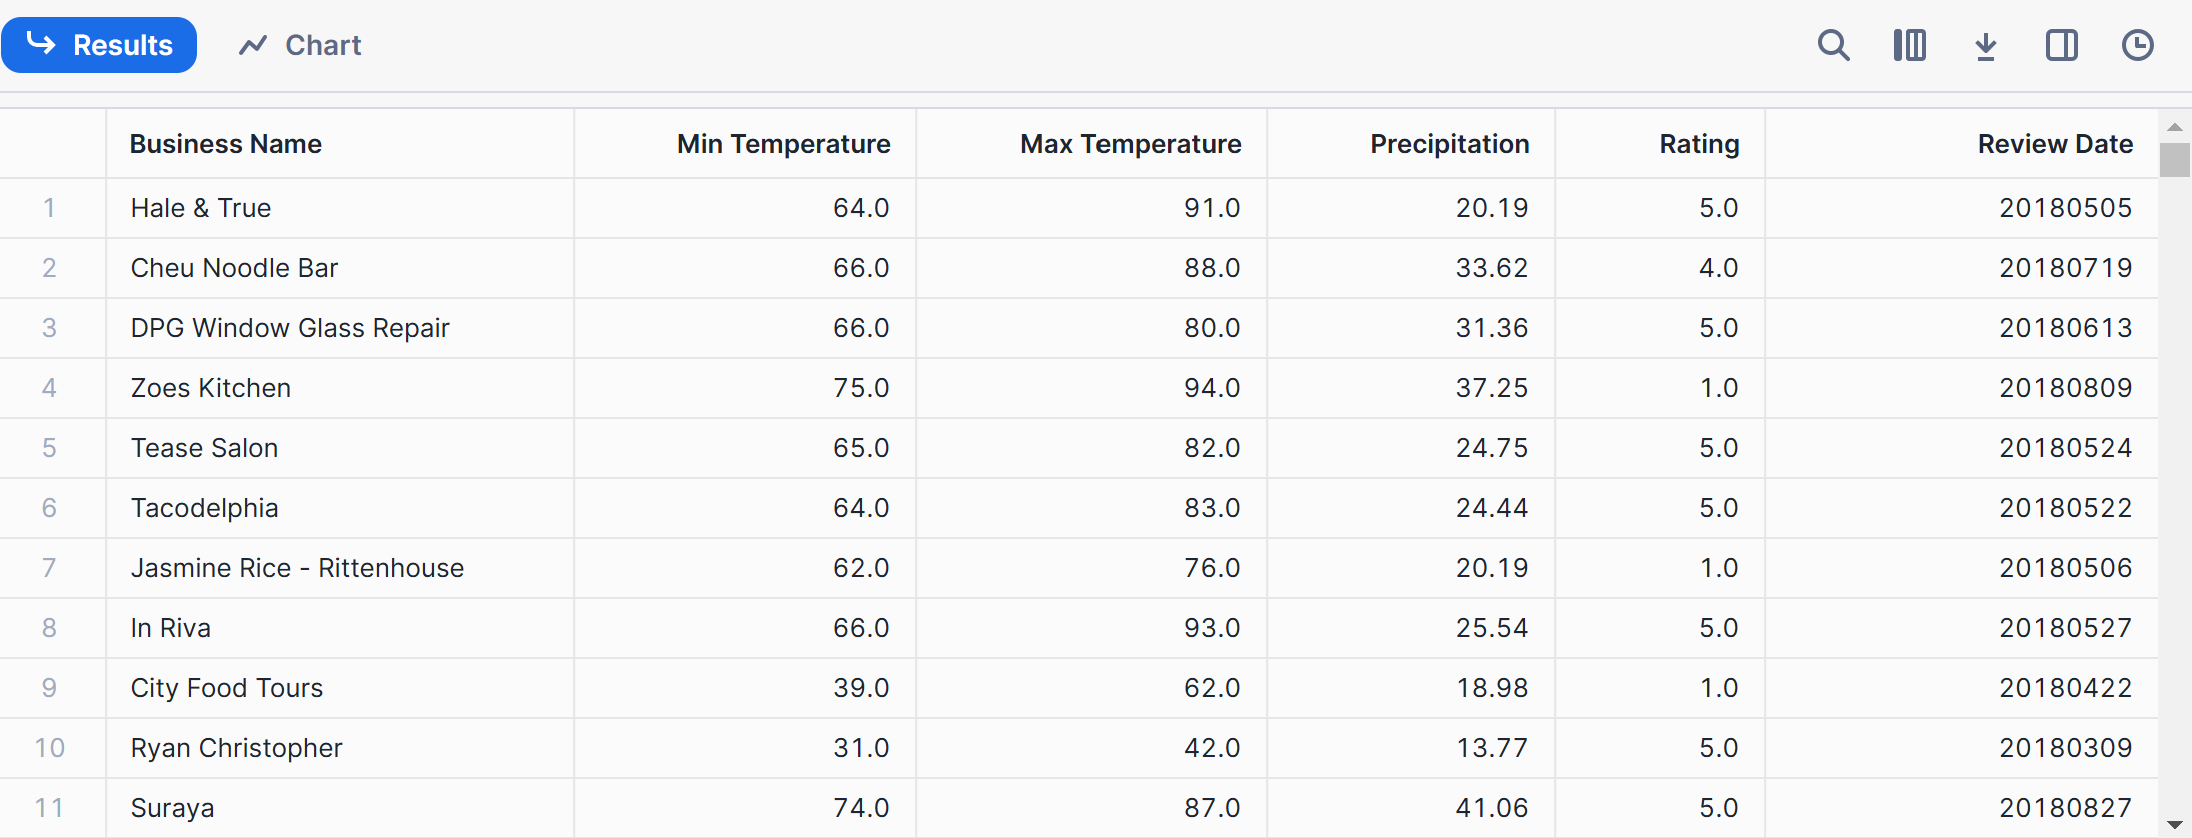 Results Chart
Business Name Min Temperature Max Temperature Precipitation Rating Review Date
1 Hale & True 64.0 91.0 20.19 5.0 20180505
2 Cheu Noodle Bar 66.0 88.0 33.62 4.0 20180719
3 DPG Window Glass Repair 66.0 80.0 31.36 5.0 20180613
4 Zoes Kitchen 75.0 94.0 37.25 1.0 20180809
5 Tease Salon 65.0 82.0 24.75 5.0 20180524
6 Tacodelphia 64.0 83.0 24.44 5.0 20180522
7 Jasmine Rice - Rittenhouse 62.0 76.0 20.19 1.0 20180506
8 In Riva 66.0 93.0 25.54 5.0 20180527
9 City Food Tours 39.0 62.0 18.98 1.0 20180422
10 Ryan Christopher 31.0 42.0 13.77 5.0 20180309
11 Suraya 74.0 87.0 41.06 5.0 20180827